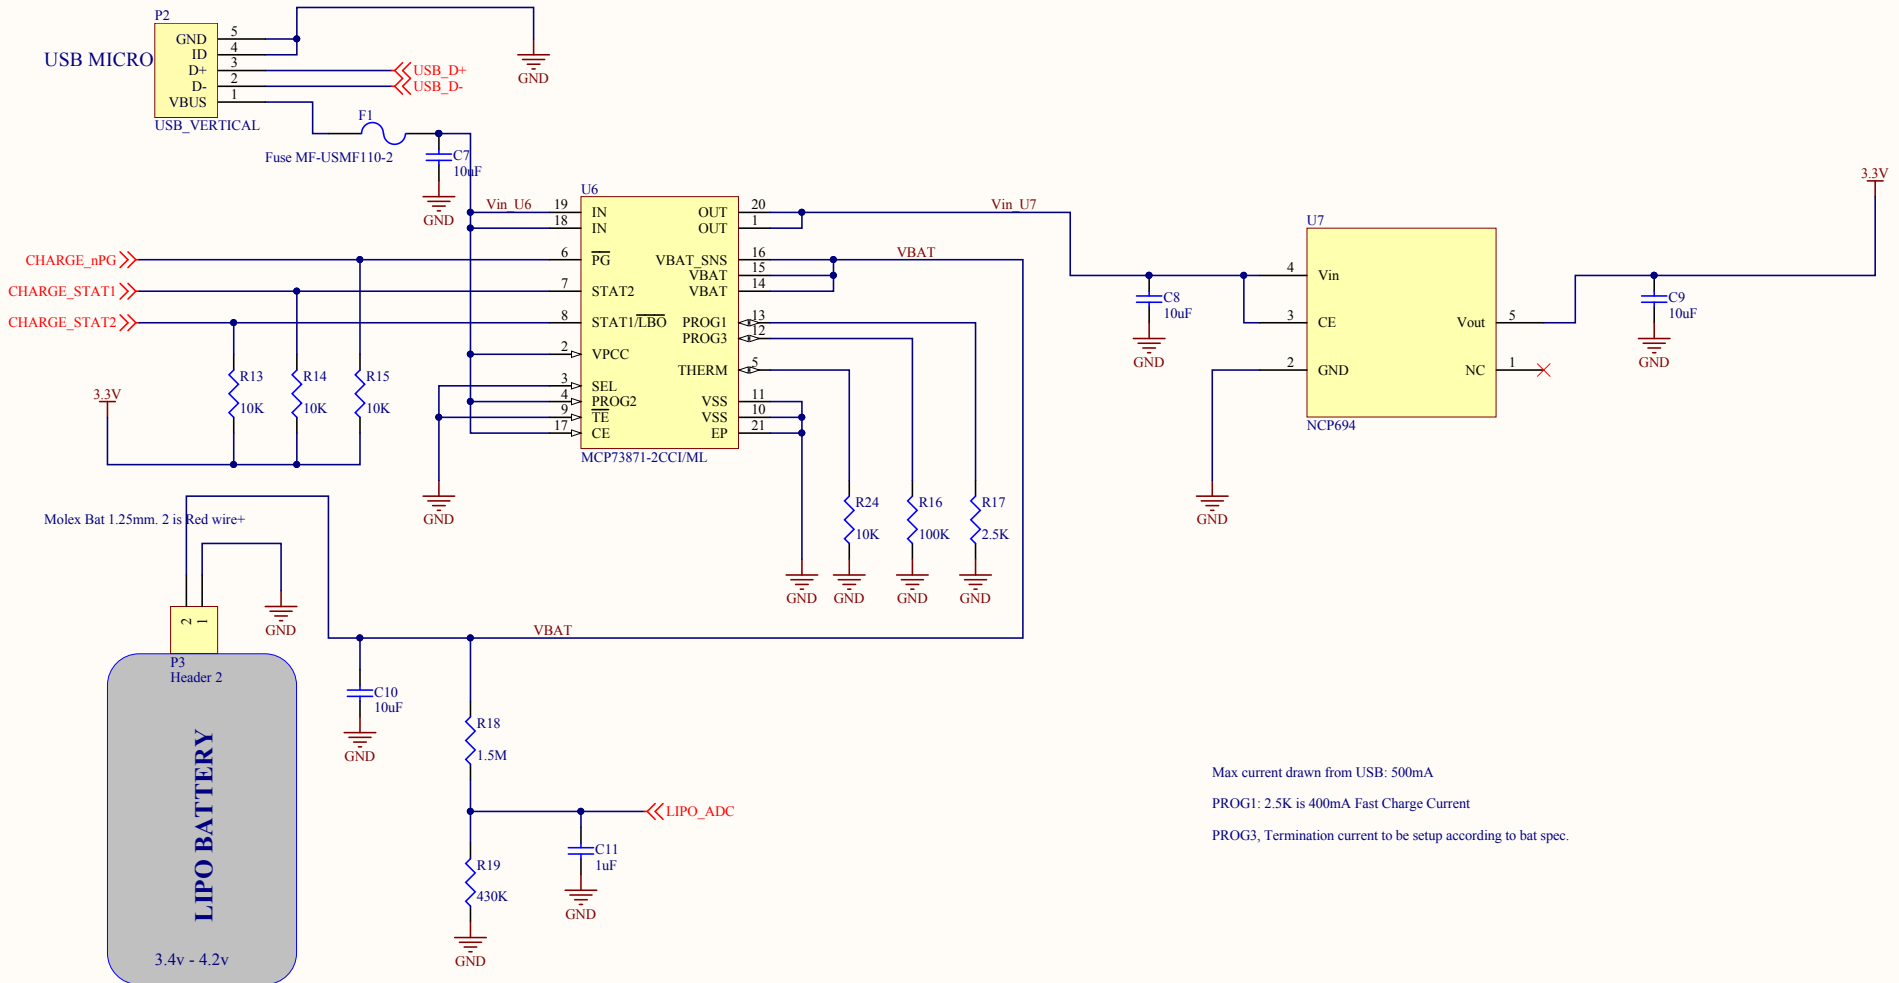 P2
USB MICRO
GND 5
ID 4
D+ 3
D- 2
VBUS 1
USB_VERTICAL
USB_D+
USB_D-
GND
F1
Fuse MF-USMF110-2
C7
10uF
GND
U6
Vin_U6
19 IN
18 IN
6 PG
7 STAT2
8 STAT1/LBO
2 VPCC
3 SEL
4 PROG2
9 TE
17 CE
OUT 20
OUT 1
VBAT_SNS 16
VBAT 15
VBAT 14
PROG1 13
PROG3 12
THERM 5
VSS 11
VSS 10
EP 21
MCP73871-2CCI/ML
CHARGE_nPG
CHARGE_STAT1
CHARGE_STAT2
3.3V
R13
10K
R14
10K
R15
10K
GND
Vin_U7
VBAT
R24
10K
R16
100K
R17
2.5K
GND
GND
GND
GND
C8
10uF
GND
U7
4 Vin
3 CE
2 GND
Vout 5
NC 1
NCP694
GND
C9
10uF
GND
3.3V
Molex Bat 1.25mm. 2 is Red wire+
GND
2
1
P3
Header 2
LIPO BATTERY
3.4v - 4.2v
VBAT
C10
10uF
GND
R18
1.5M
LIPO_ADC
R19
430K
GND
C11
1uF
GND
Max current drawn from USB: 500mA
PROG1: 2.5K is 400mA Fast Charge Current
PROG3, Termination current to be setup according to bat spec.